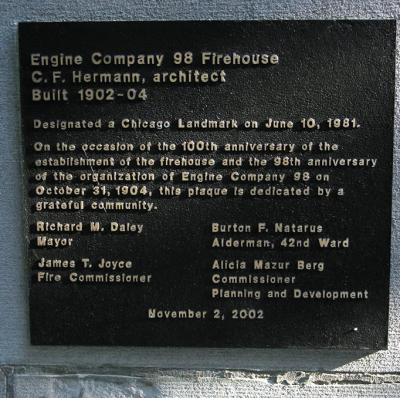 Engine Company 98 Firehouse
C. F. Hermann, architect
Built 1902-04
Designated a Chicago Landmark on June 10, 1981.
On the occasion of the 100th anniversary of the
establishment of the firehouse and the 98th anniversary
of the organization of Engine Company 98 on
October 31, 1904, this plaque is dedicated by a
grateful community.
Richard M. Daley
Mayor
Burton F. Natarus
Alderman, 42nd Ward
James T. Joyce
Fire Commissioner
Alicia Mazur Berg
Commissioner
Planning and Development
November 2, 2002